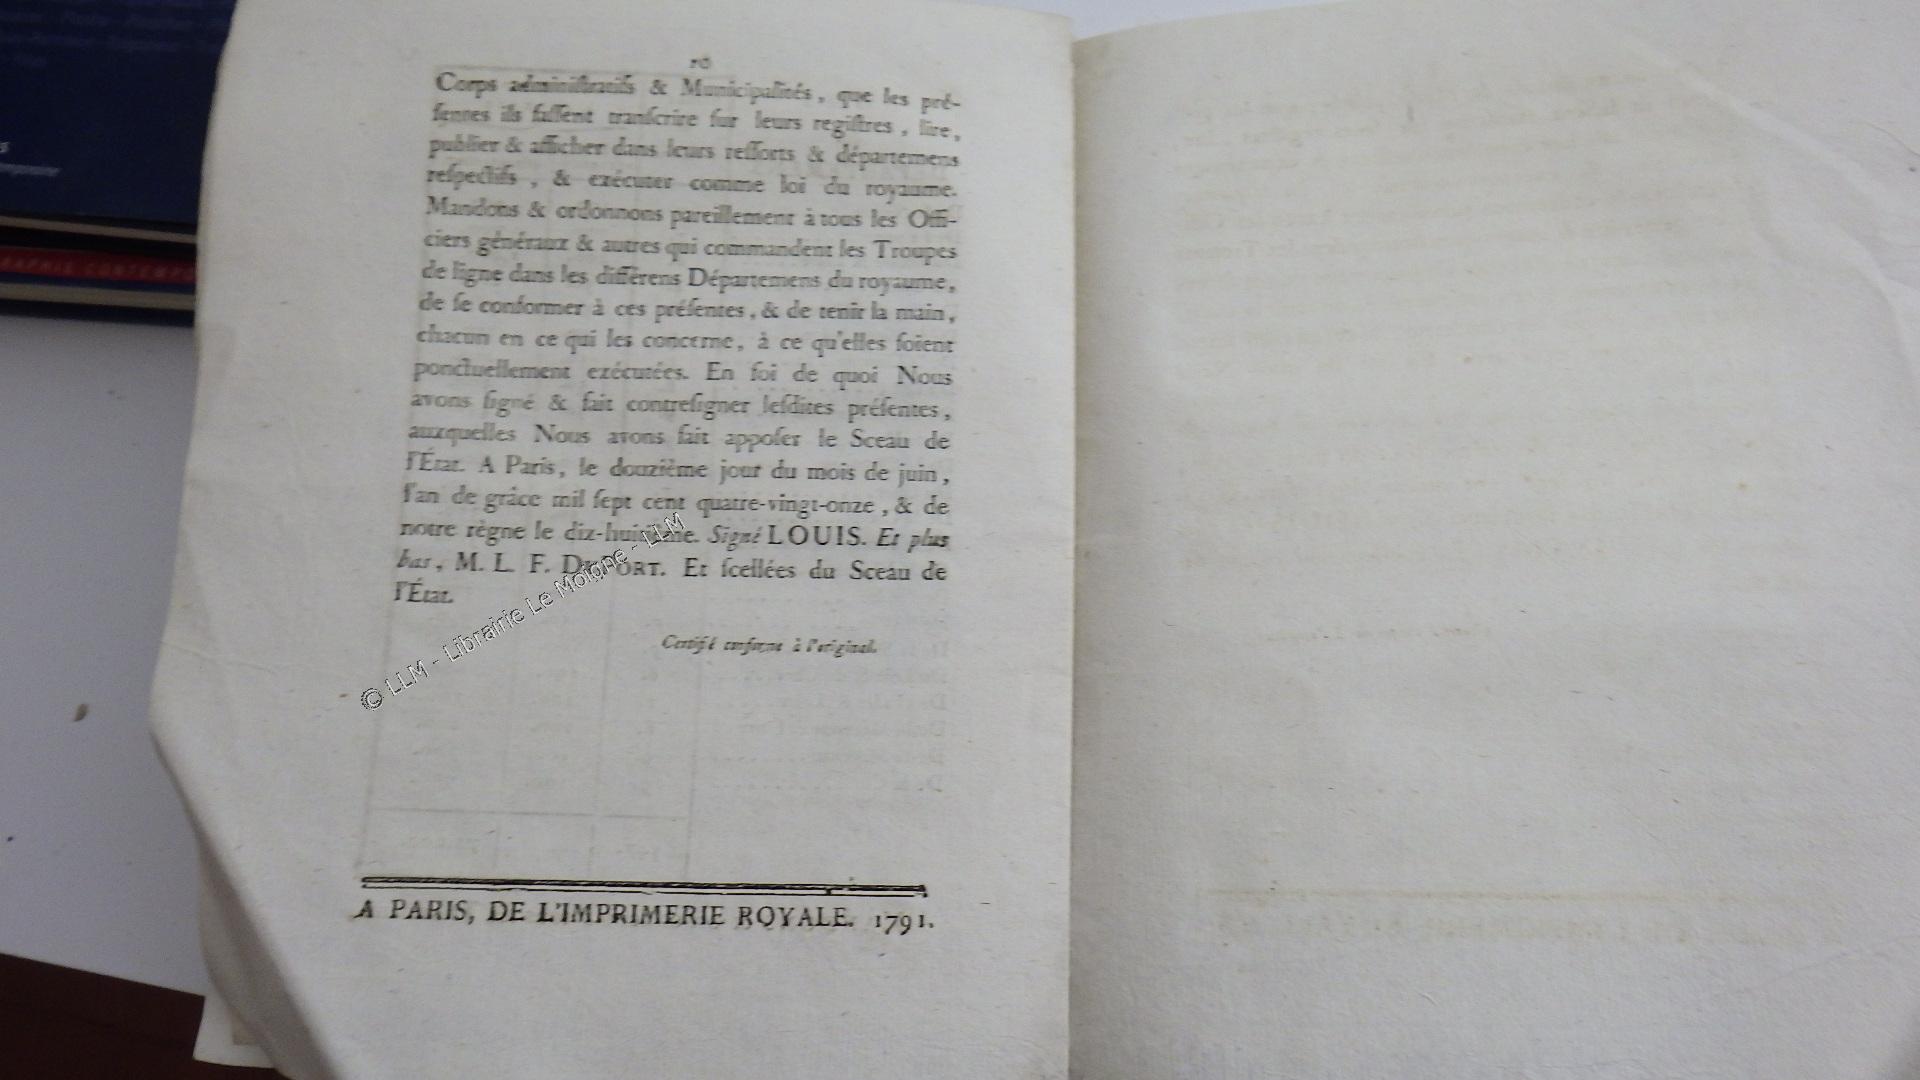 10
Corps adminiſtratifs & Municipalités, que les pré-
ſentes ils faſſent tranſcrire ſur leurs regiſtres, lire,
publier & afficher dans leurs reſſorts & départemens
reſpectifs, & exécuter comme loi du royaume.
Mandons & ordonnons pareillement à tous les Offi-
ciers généraux & autres qui commandent les Troupes
de ligne dans les différens Départemens du royaume,
de ſe conformer à ces préſentes, & de tenir la main,
chacun en ce qui les concerne, à ce qu'elles ſoient
ponctuellement exécutées. En foi de quoi Nous
avons ſigné & fait contreſigner leſdites préſentes,
auxquelles Nous avons fait appoſer le Sceau de
l'État. A Paris, le douzième jour du mois de juin,
l'an de grâce mil ſept cent quatre-vingt-onze, & de
notre règne le dix-huitième. Signé LOUIS. Et plus
bas, M. L. F. DUPORT. Et ſcellées du Sceau de
l'État.
Certifié conforme à l'original.
A PARIS, DE L'IMPRIMERIE ROYALE. 1791.
© LLM - Librairie Le Moigne - LLM